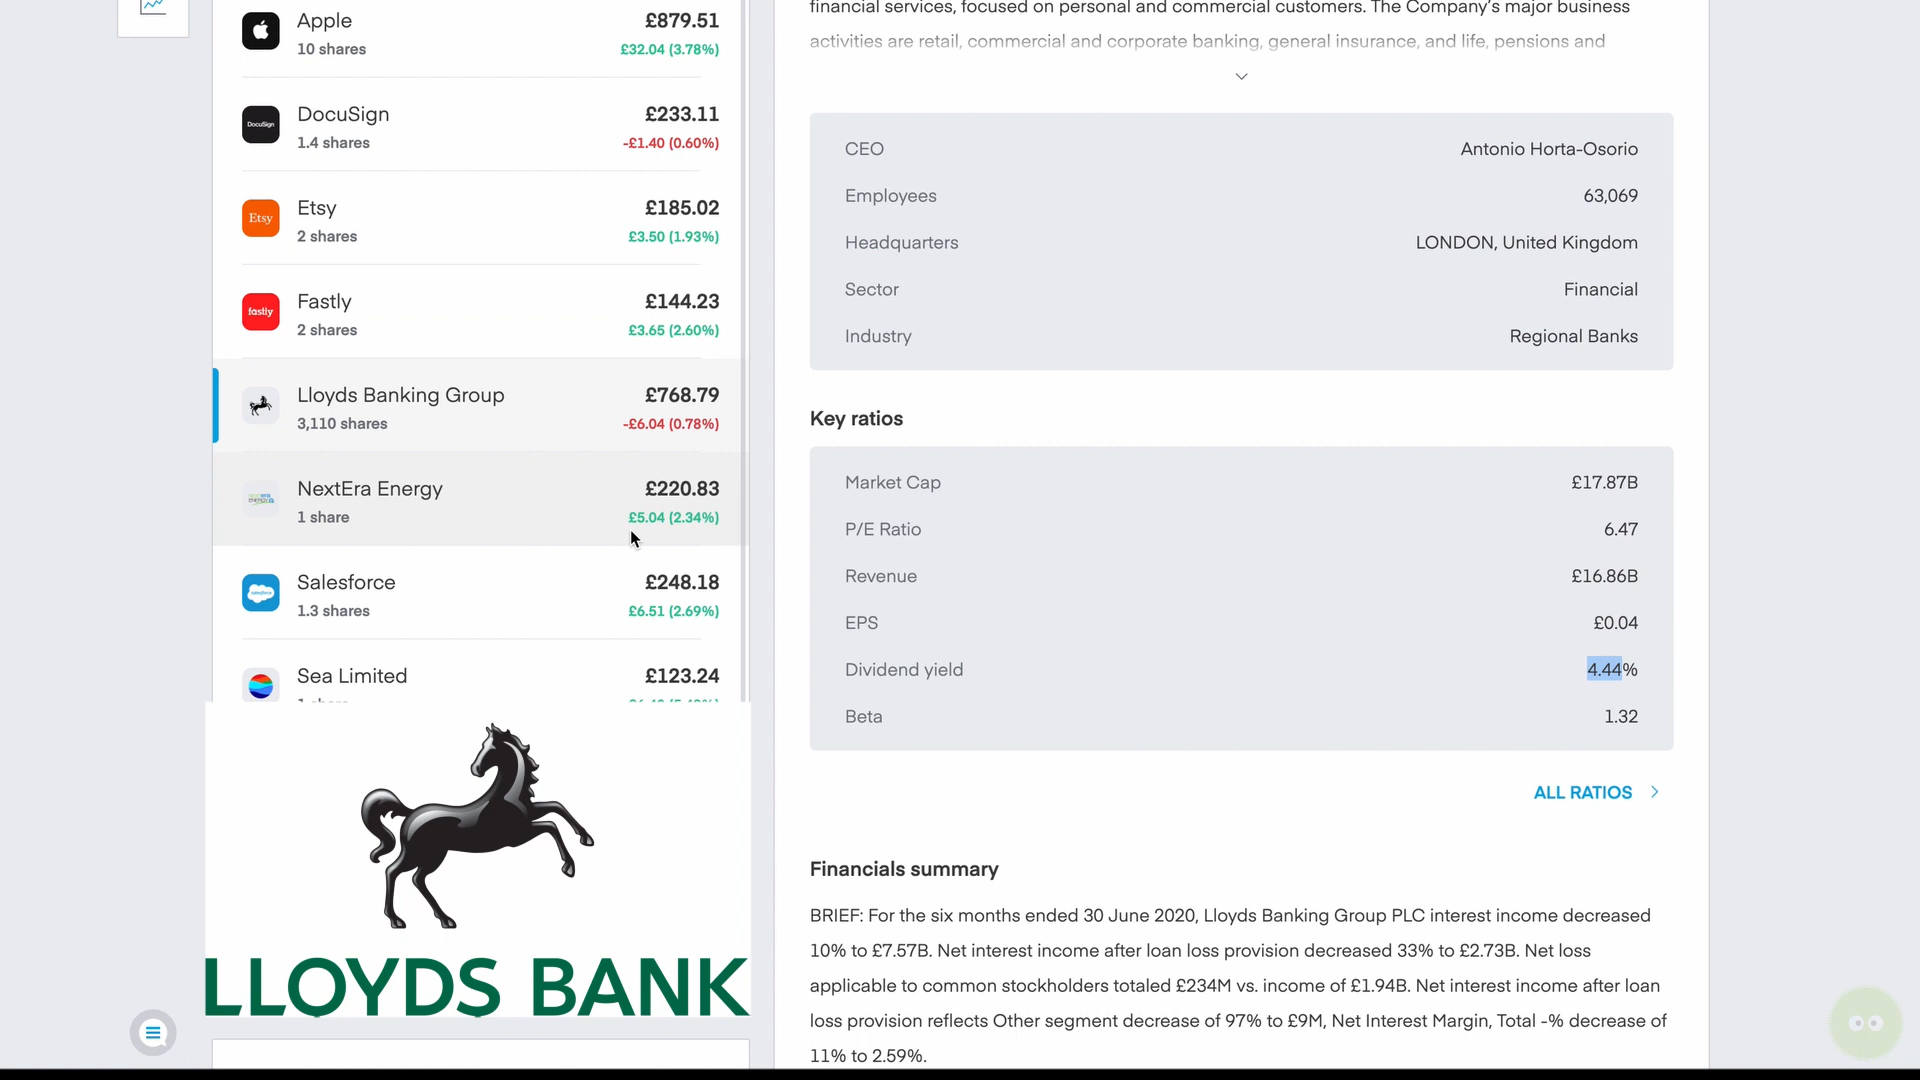 Apple
£879.51
10 shares
£32.04 (3.78%)
DocuSign
DocuSign
£233.11
1.4 shares
-£1.40 (0.60%)
Etsy
Etsy
£185.02
2 shares
£3.50 (1.93%)
fastly
Fastly
£144.23
2 shares
£3.65 (2.60%)
Lloyds Banking Group
£768.79
3,110 shares
-£6.04 (0.78%)
NextEra Energy
£220.83
1 share
£5.04 (2.34%)
salesforce
Salesforce
£248.18
1.3 shares
£6.51 (2.69%)
Sea Limited
£123.24
LLOYDS BANK
financial services, focused on personal and commercial customers. The Company's major business
activities are retail, commercial and corporate banking, general insurance, and life, pensions and
CEO
Antonio Horta-Osorio
Employees
63,069
Headquarters
LONDON, United Kingdom
Sector
Financial
Industry
Regional Banks
Key ratios
Market Cap
£17.87B
P/E Ratio
6.47
Revenue
£16.86B
EPS
£0.04
Dividend yield
4.44%
Beta
1.32
ALL RATIOS
Financials summary
BRIEF: For the six months ended 30 June 2020, Lloyds Banking Group PLC interest income decreased
10% to £7.57B. Net interest income after loan loss provision decreased 33% to £2.73B. Net loss
applicable to common stockholders totaled £234M vs. income of £1.94B. Net interest income after loan
loss provision reflects Other segment decrease of 97% to £9M, Net Interest Margin, Total -% decrease of
11% to 2.59%.